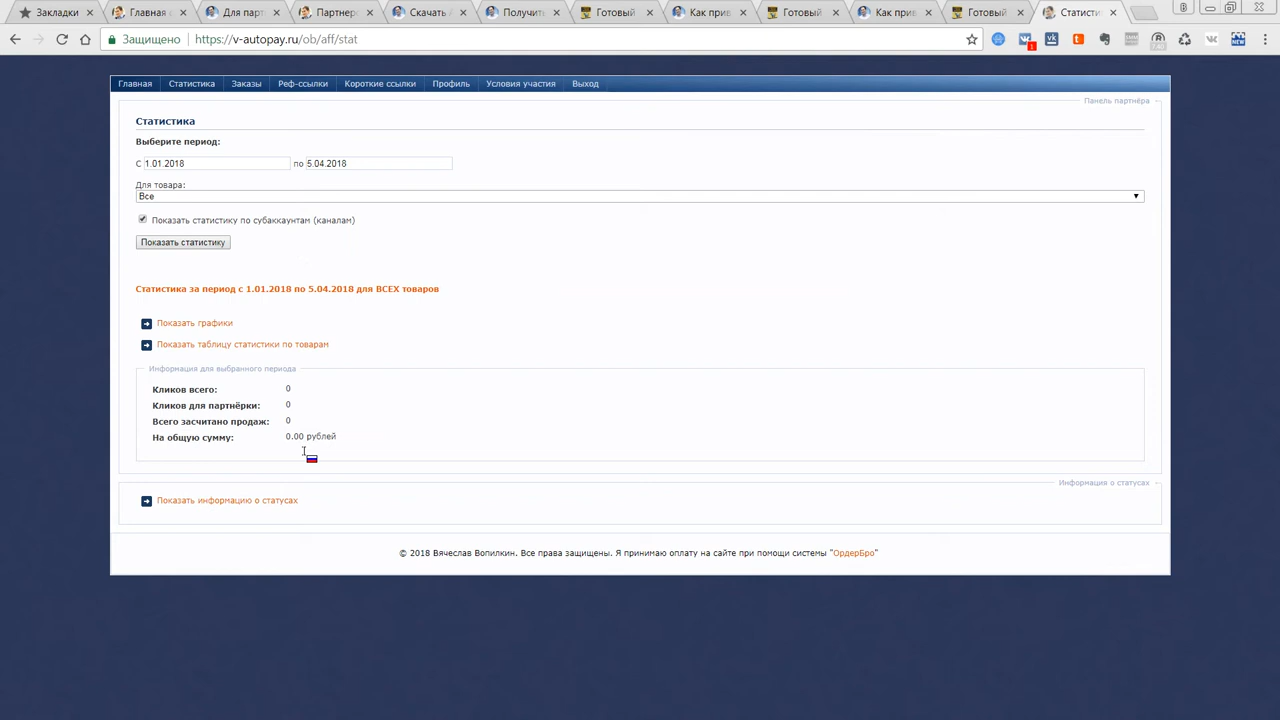 Закладки
Главная с
Для парт
Партнерс
Скачать
Получит
Готовый
Как прив
Готовый
Как прив
Готовый
Статисти
Защищено https://v-autopay.ru/ob/aff/stat
Главная Статистика Заказы Реф-ссылки Короткие ссылки Профиль Условия участия Выход
Панель партнёра
Статистика
Выберите период:
С 1.01.2018 по 5.04.2018
Для товара:
Все
Показать статистику по субаккаунтам (каналам)
Показать статистику
Статистика за период с 1.01.2018 по 5.04.2018 для ВСЕХ товаров
Показать графики
Показать таблицу статистики по товарам
Информация для выбранного периода
Кликов всего: 0
Кликов для партнёрки: 0
Всего засчитано продаж: 0
На общую сумму: 0.00 рублей
Информация о статусах
Показать информацию о статусах
© 2018 Вячеслав Вопилкин. Все права защищены. Я принимаю оплату на сайте при помощи системы "ОрдерБро"